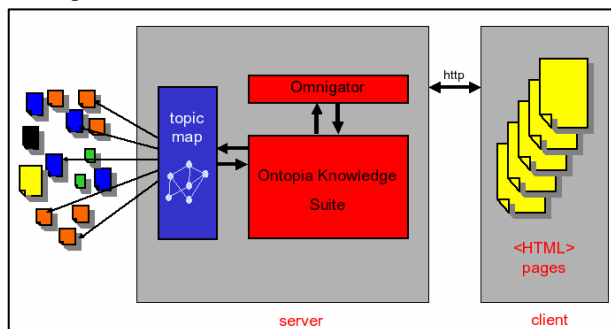 Omnigator
http
topic
map
Ontopia Knowledge
Suite
<HTML>
pages
server
client